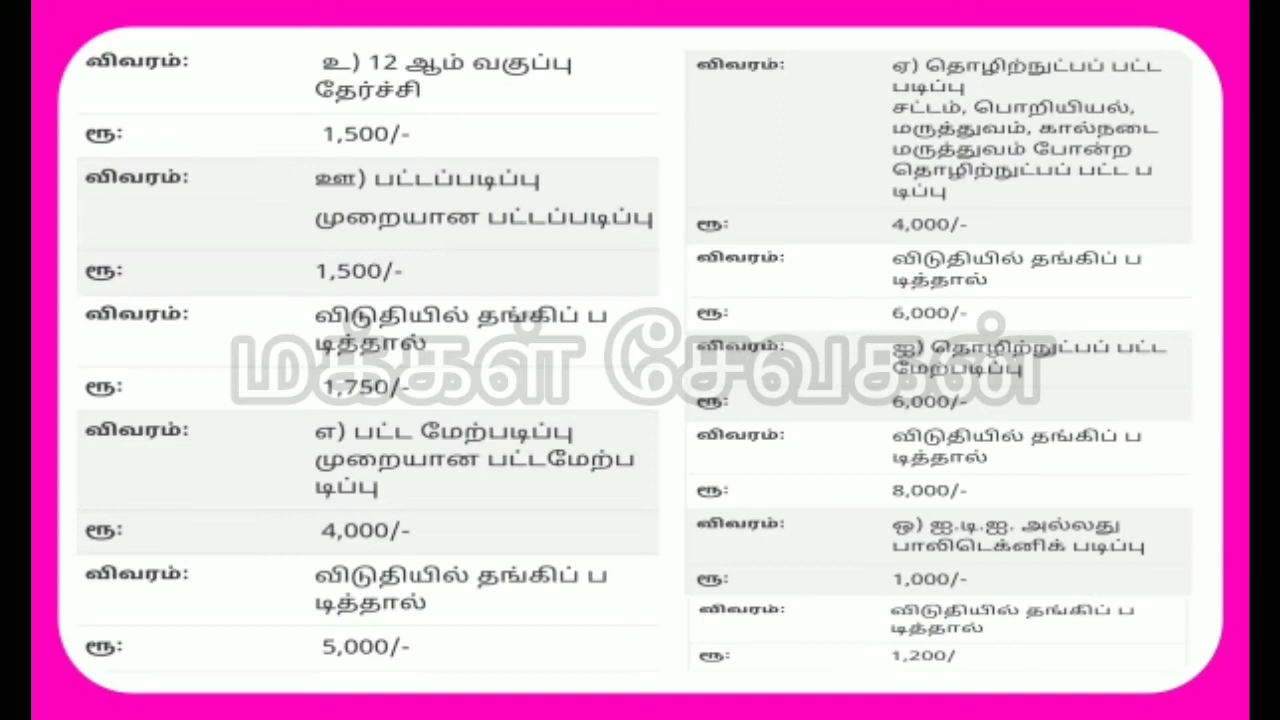 விவரம்: உ) 12 ஆம் வகுப்பு
தேர்ச்சி
ரூ: 1,500/-
விவரம்: ஊ) பட்டப்படிப்பு
முறையான பட்டப்படிப்பு
ரூ: 1,500/-
விவரம்: விடுதியில் தங்கிப் ப
டித்தால்
ரூ: 1,750/-
விவரம்: எ) பட்ட மேற்படிப்பு
முறையான பட்டமேற்ப
டிப்பு
ரூ: 4,000/-
விவரம்: விடுதியில் தங்கிப் ப
டித்தால்
ரூ: 5,000/-
விவரம்: ஏ) தொழிற்நுட்பப் பட்ட
படிப்பு
சட்டம், பொறியியல்,
மருத்துவம், கால்நடை
மருத்துவம் போன்ற
தொழிற்நுட்பப் பட்ட ப
டிப்பு
ரூ: 4,000/-
விவரம்: விடுதியில் தங்கிப் ப
டித்தால்
ரூ: 6,000/-
விவரம்: ஐ) தொழிற்நுட்பப் பட்ட
மேற்படிப்பு
ரூ: 6,000/-
விவரம்: விடுதியில் தங்கிப் ப
டித்தால்
ரூ: 8,000/-
விவரம்: ஒ) ஐ.டி.ஐ. அல்லது
பாலிடெக்னிக் படிப்பு
ரூ: 1,000/-
விவரம்: விடுதியில் தங்கிப் ப
டித்தால்
ரூ: 1,200/
மக்கள் சேவகன்